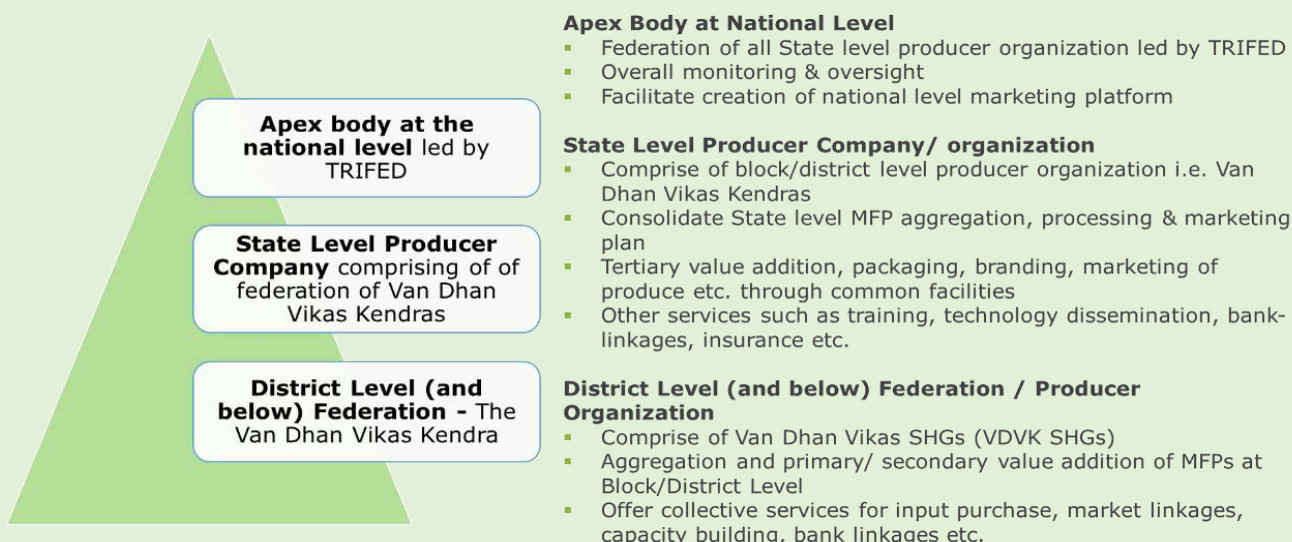 Apex body at the
national level led by
TRIFED
State Level Producer
Company comprising of of
federation of Van Dhan
Vikas Kendras
District Level (and
below) Federation - The
Van Dhan Vikas Kendra
Apex Body at National Level
▪ Federation of all State level producer organization led by TRIFED
▪ Overall monitoring & oversight
▪ Facilitate creation of national level marketing platform
State Level Producer Company/ organization
▪ Comprise of block/district level producer organization i.e. Van
Dhan Vikas Kendras
▪ Consolidate State level MFP aggregation, processing & marketing
plan
▪ Tertiary value addition, packaging, branding, marketing of
produce etc. through common facilities
▪ Other services such as training, technology dissemination, bank-
linkages, insurance etc.
District Level (and below) Federation / Producer
Organization
▪ Comprise of Van Dhan Vikas SHGs (VDVK SHGs)
▪ Aggregation and primary/ secondary value addition of MFPs at
Block/District Level
▪ Offer collective services for input purchase, market linkages,
capacity building, bank linkages etc.